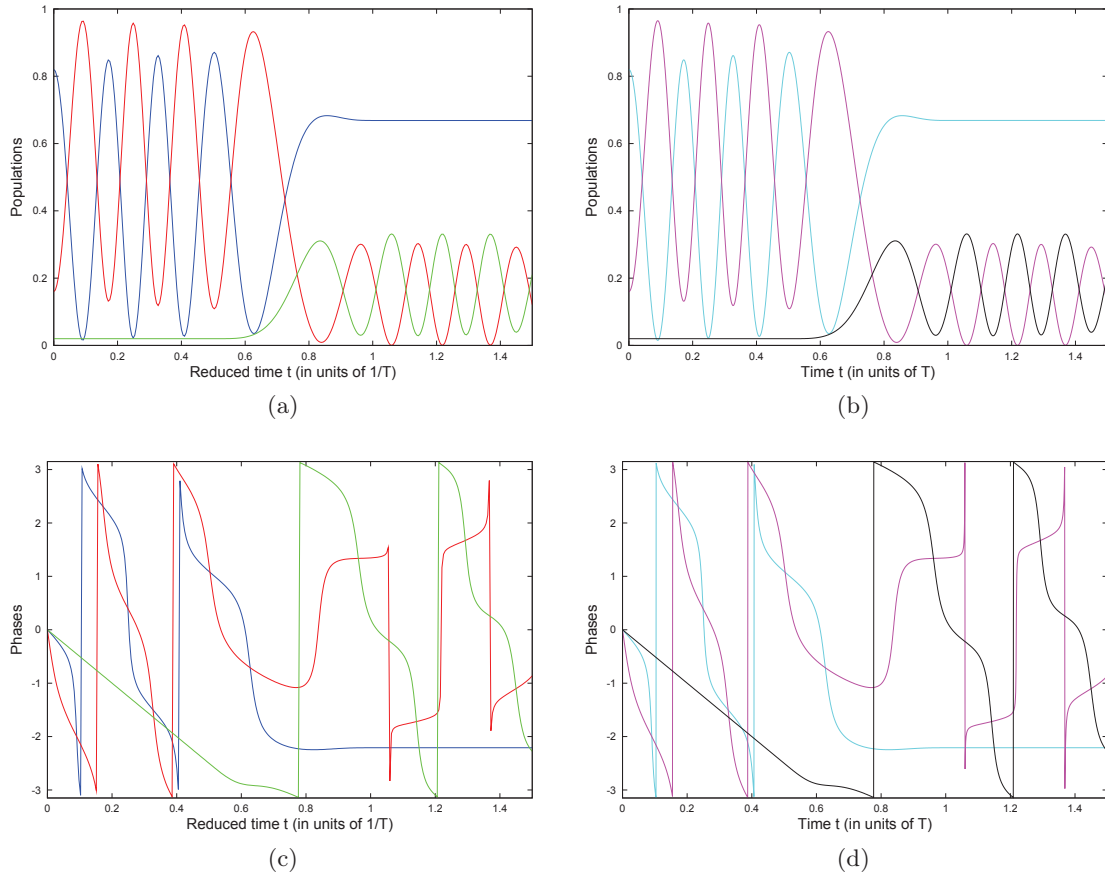 1
0.8
0.6
0.4
0.2
0
Populations
0 0.2 0.4 0.6 0.8 1 1.2 1.4
Reduced time t (in units of 1/T)
(a)
1
0.8
0.6
0.4
0.2
0
Populations
0 0.2 0.4 0.6 0.8 1 1.2 1.4
Time t (in units of T)
(b)
3
2
1
0
-1
-2
-3
Phases
0 0.2 0.4 0.6 0.8 1 1.2 1.4
Reduced time t (in units of 1/T)
(c)
3
2
1
0
-1
-2
-3
Phases
0 0.2 0.4 0.6 0.8 1 1.2 1.4
Time t (in units of T)
(d)